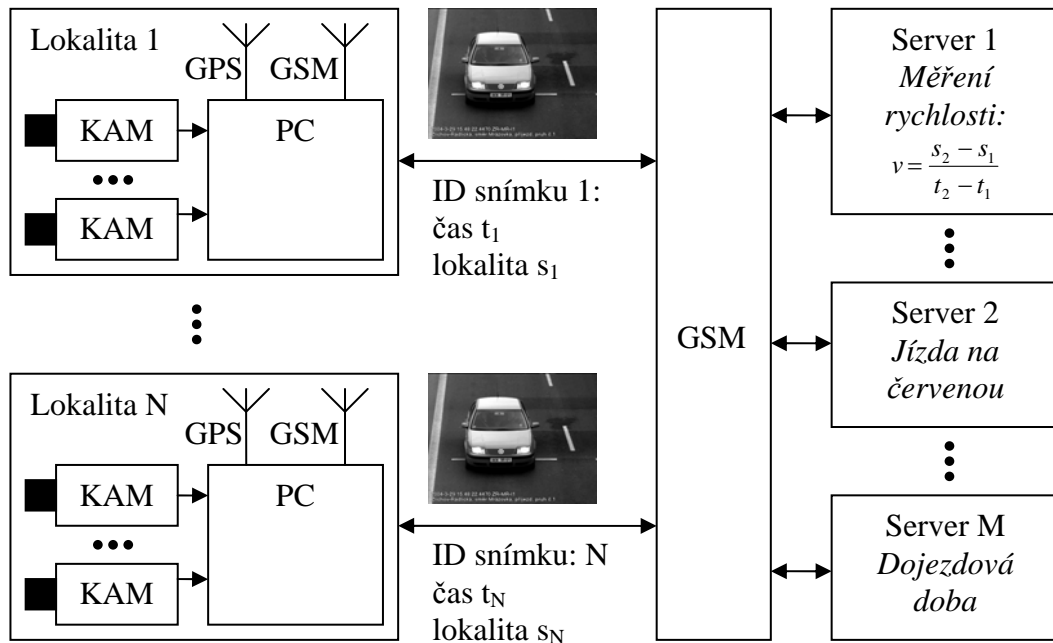 Lokalita 1
GPS GSM
KAM
PC
KAM
ID snímku 1:
čas t₁
lokalita s₁
Lokalita N
GPS GSM
KAM
PC
KAM
ID snímku: N
čas t_N
lokalita s_N
GSM
Server 1
Měření
rychlosti:
v = (s₂ − s₁) / (t₂ − t₁)
Server 2
Jízda na
červenou
Server M
Dojezdová
doba